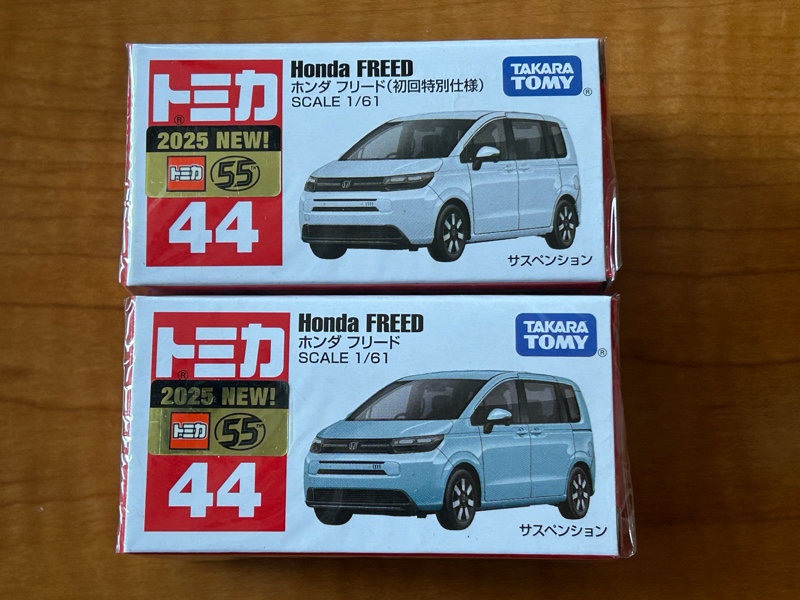 トミカ®
2025 NEW!
トミカ 55
44
Honda FREED
ホンダ フリード(初回特別仕様)
SCALE 1/61
TAKARA
TOMY®
サスペンション
トミカ®
2025 NEW!
トミカ 55
44
Honda FREED
ホンダ フリード
SCALE 1/61
TAKARA
TOMY®
サスペンション